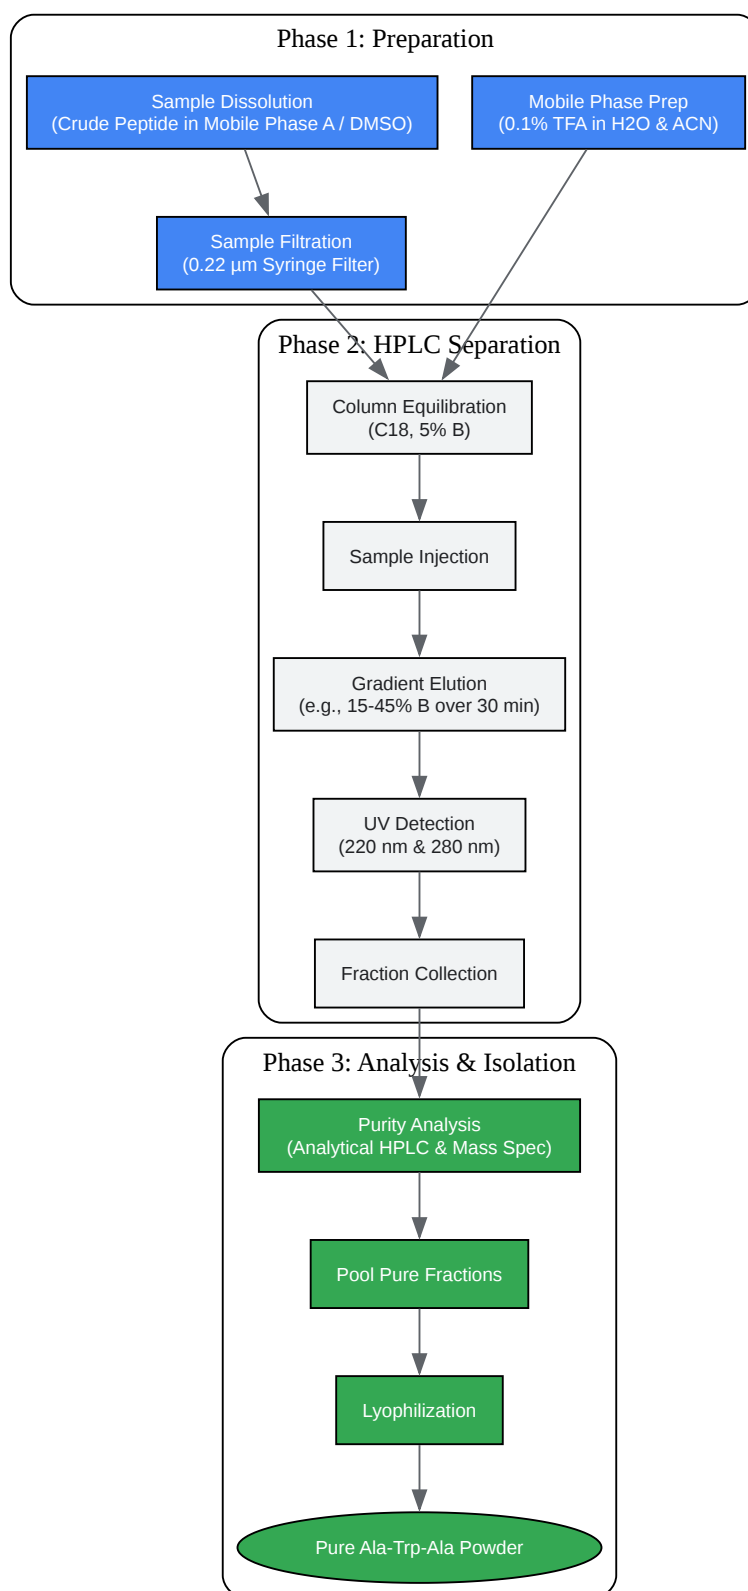 Phase 1: Preparation
Sample Dissolution
(Crude Peptide in Mobile Phase A / DMSO)
Mobile Phase Prep
(0.1% TFA in H2O & ACN)
Sample Filtration
(0.22 µm Syringe Filter)
Phase 2: HPLC Separation
Column Equilibration
(C18, 5% B)
Sample Injection
Gradient Elution
(e.g., 15-45% B over 30 min)
UV Detection
(220 nm & 280 nm)
Fraction Collection
Phase 3: Analysis & Isolation
Purity Analysis
(Analytical HPLC & Mass Spec)
Pool Pure Fractions
Lyophilization
Pure Ala-Trp-Ala Powder